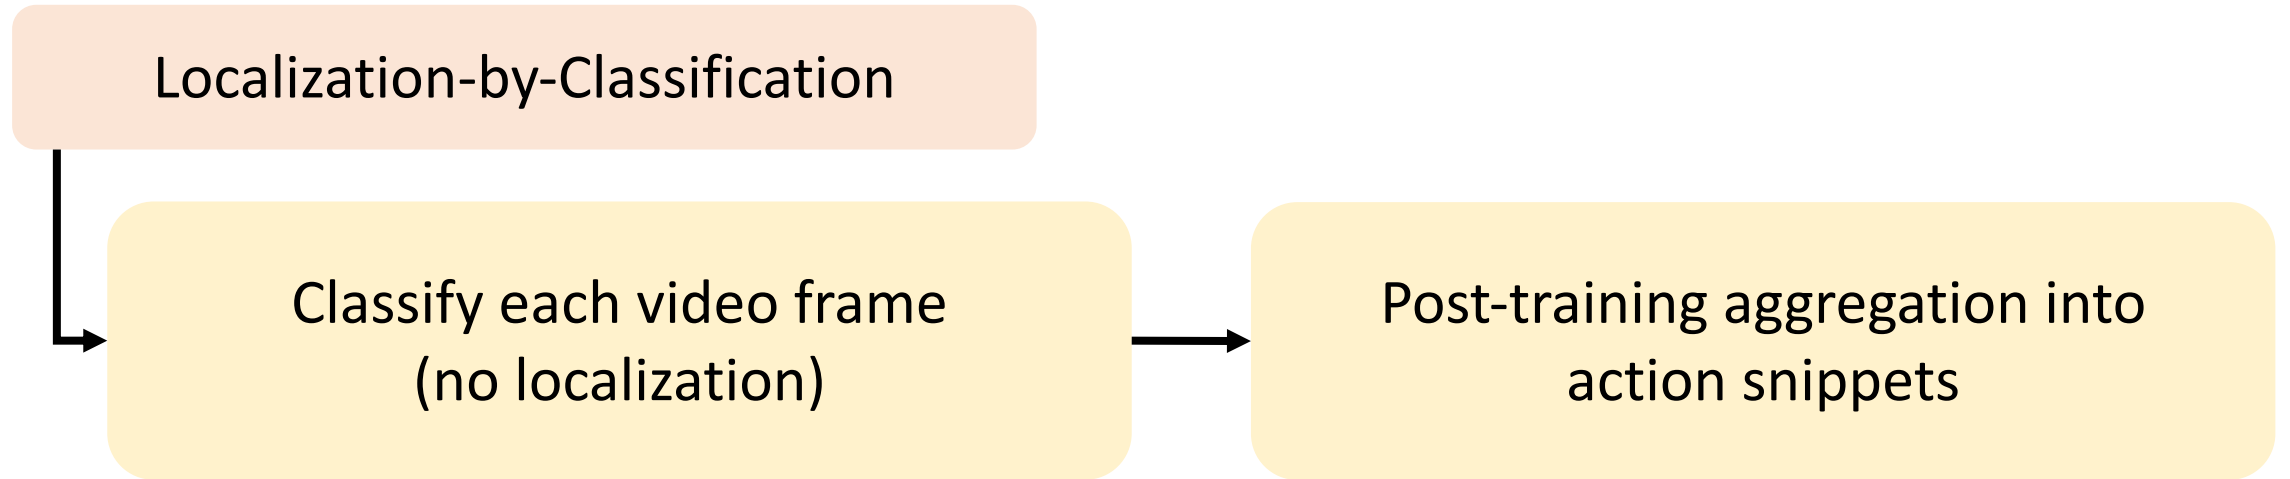 Localization-by-Classification
Classify each video frame
(no localization)
Post-training aggregation into
action snippets